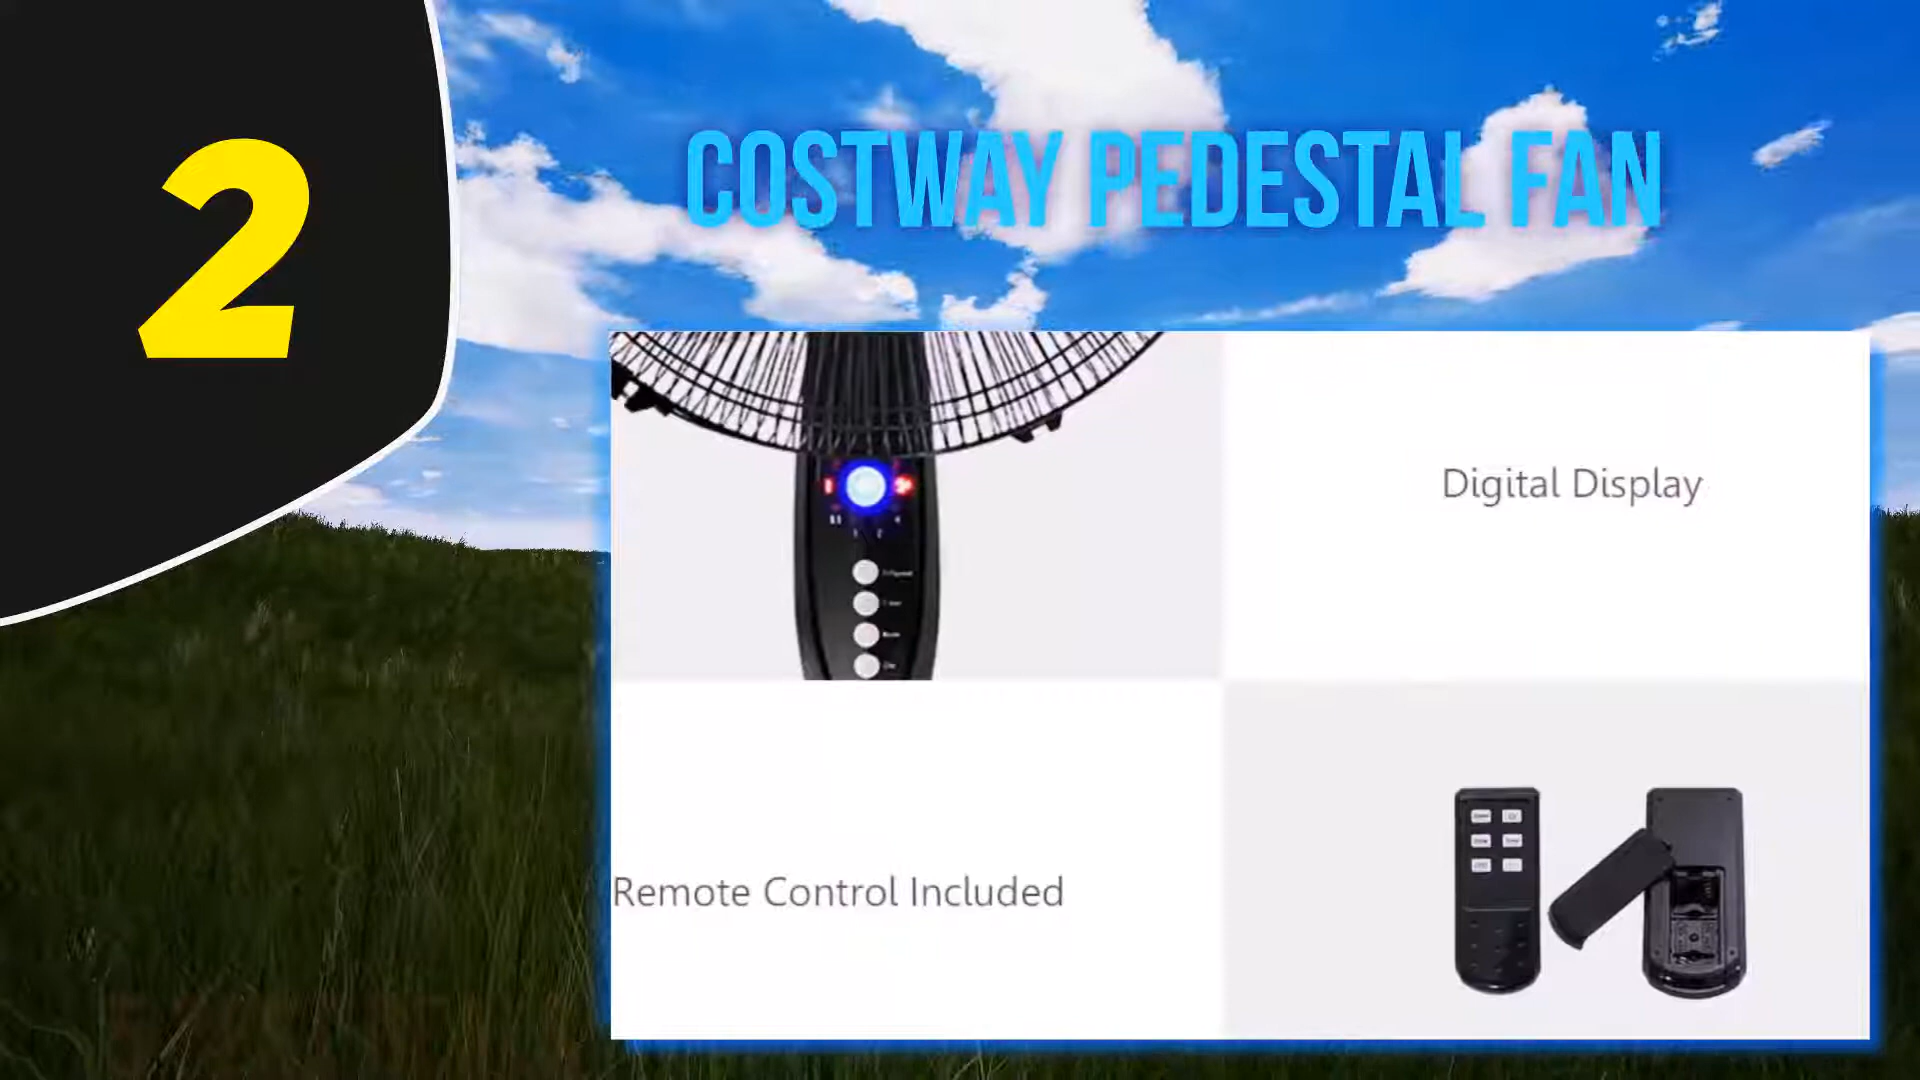 2
COSTWAY PEDESTAL FAN
Digital Display
Remote Control Included